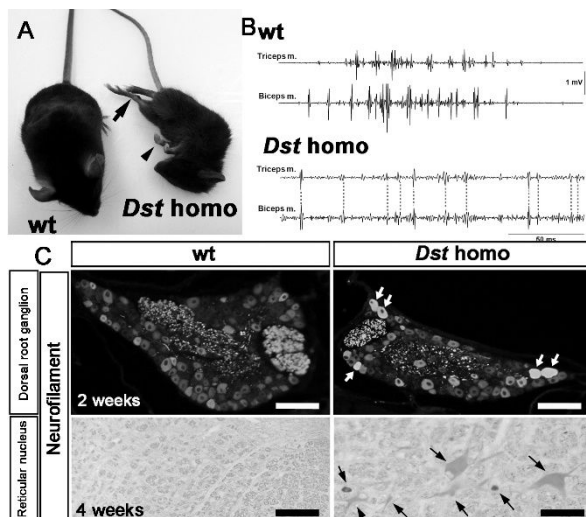 A
wt
Dst homo
B
wt
Triceps m.
1 mV
Biceps m.
Dst homo
Triceps m.
Biceps m.
50 ms
C
wt
Dst homo
Neurofilament
Dorsal root ganglion
2 weeks
Reticular nucleus
4 weeks